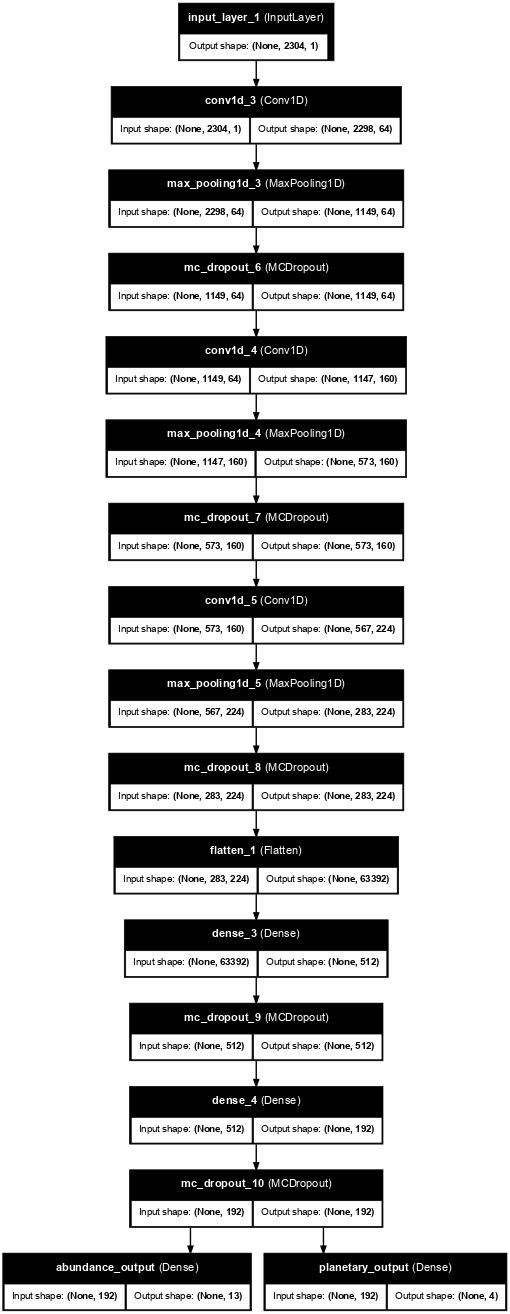 input_layer_1 (InputLayer)
Output shape: (None, 2304, 1)
conv1d_3 (Conv1D)
Input shape: (None, 2304, 1) Output shape: (None, 2298, 64)
max_pooling1d_3 (MaxPooling1D)
Input shape: (None, 2298, 64) Output shape: (None, 1149, 64)
mc_dropout_6 (MCDropout)
Input shape: (None, 1149, 64) Output shape: (None, 1149, 64)
conv1d_4 (Conv1D)
Input shape: (None, 1149, 64) Output shape: (None, 1147, 160)
max_pooling1d_4 (MaxPooling1D)
Input shape: (None, 1147, 160) Output shape: (None, 573, 160)
mc_dropout_7 (MCDropout)
Input shape: (None, 573, 160) Output shape: (None, 573, 160)
conv1d_5 (Conv1D)
Input shape: (None, 573, 160) Output shape: (None, 567, 224)
max_pooling1d_5 (MaxPooling1D)
Input shape: (None, 567, 224) Output shape: (None, 283, 224)
mc_dropout_8 (MCDropout)
Input shape: (None, 283, 224) Output shape: (None, 283, 224)
flatten_1 (Flatten)
Input shape: (None, 283, 224) Output shape: (None, 63392)
dense_3 (Dense)
Input shape: (None, 63392) Output shape: (None, 512)
mc_dropout_9 (MCDropout)
Input shape: (None, 512) Output shape: (None, 512)
dense_4 (Dense)
Input shape: (None, 512) Output shape: (None, 192)
mc_dropout_10 (MCDropout)
Input shape: (None, 192) Output shape: (None, 192)
abundance_output (Dense) planetary_output (Dense)
Input shape: (None, 192) Output shape: (None, 13) Input shape: (None, 192) Output shape: (None, 4)